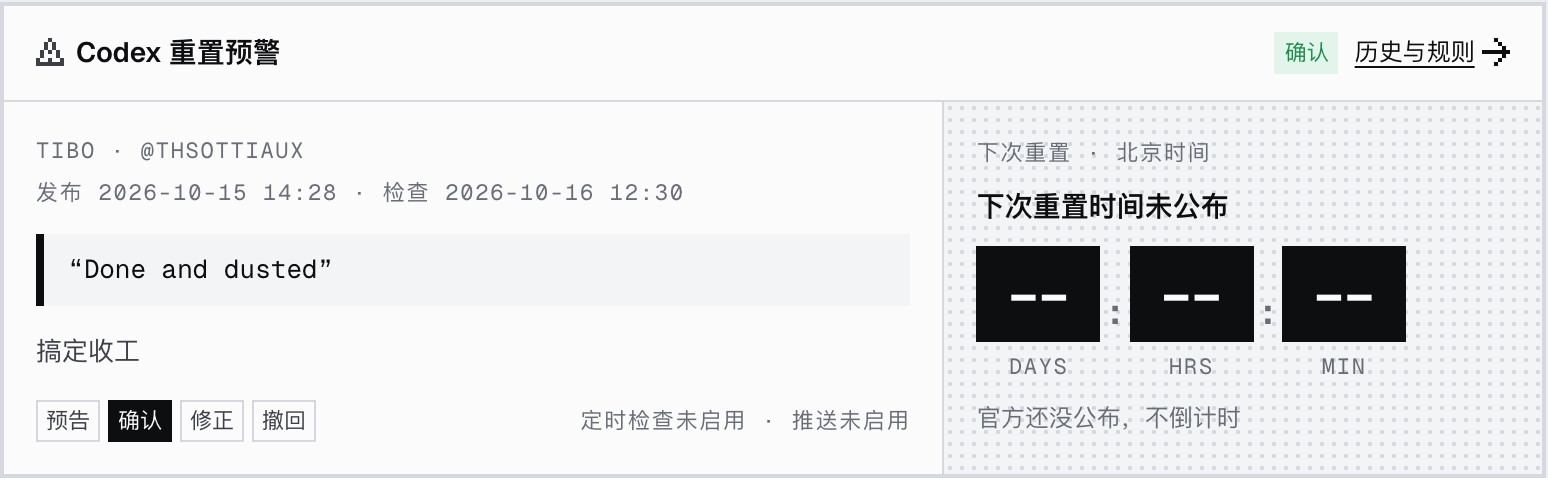 Codex 重置预警
确认 历史与规则
TIBO · @THSOTTIAUX
发布 2026-10-15 14:28 · 检查 2026-10-16 12:30
“Done and dusted”
搞定收工
预告 确认 修正 撤回
定时检查未启用 · 推送未启用
下次重置 · 北京时间
下次重置时间未公布
-- : -- : --
DAYS HRS MIN
官方还没公布，不倒计时